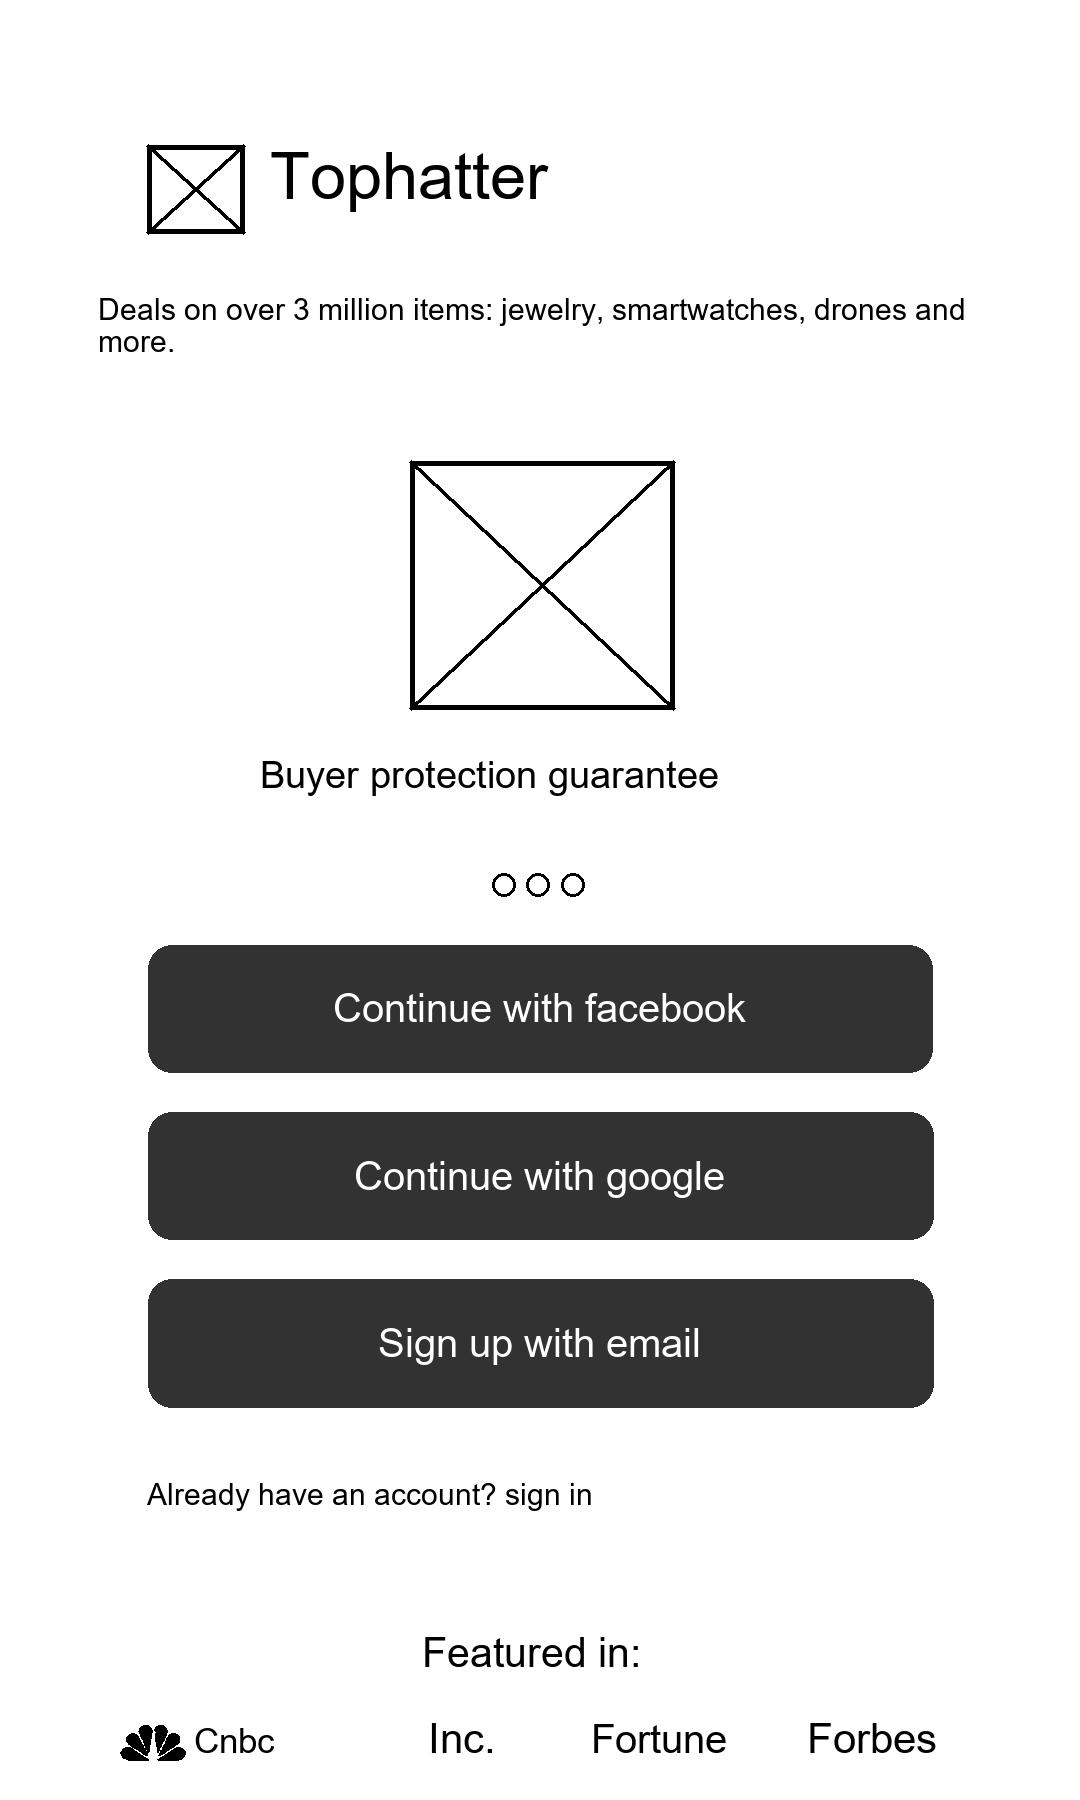 Tophatter
Deals on over 3 million items: jewelry, smartwatches, drones and
more.
Buyer protection guarantee
Continue with facebook
Continue with google
Sign up with email
Already have an account? sign in
Featured in:
Cnbc Inc. Fortune Forbes